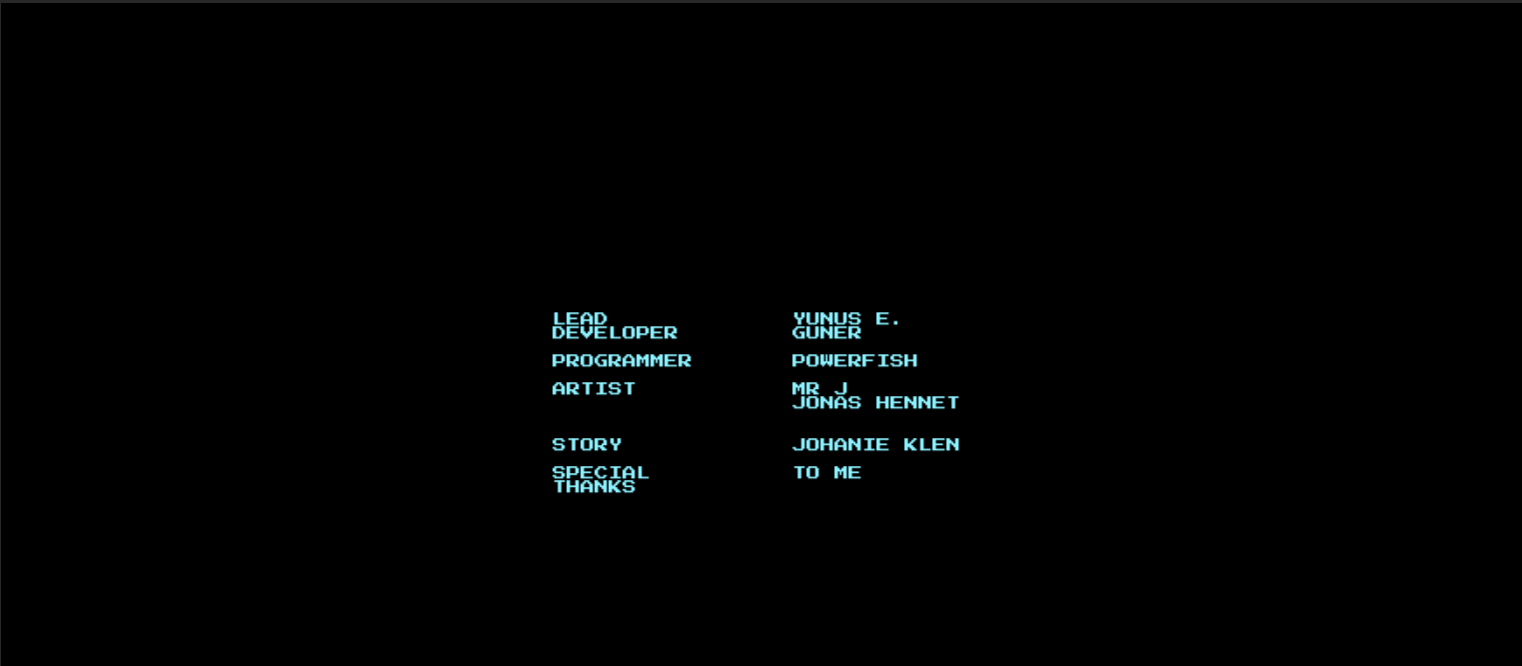 LEAD DEVELOPER
YUNUS E. GUNER
PROGRAMMER
POWERFISH
ARTIST
MR J
JONAS HENNET
STORY
JOHANIE KLEN
SPECIAL THANKS
TO ME